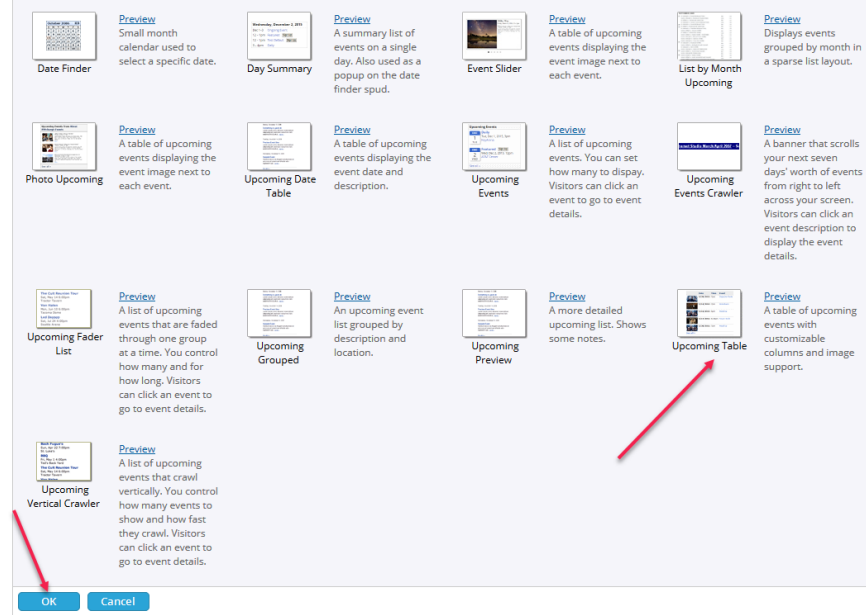 Date Finder
Preview
Small month
calendar used to
select a specific date.
Day Summary
Preview
A summary list of
events on a single
day. Also used as a
popup on the date
finder spud.
Event Slider
Preview
A table of upcoming
events displaying the
event image next to
each event.
List by Month
Upcoming
Preview
Displays events
grouped by month in
a sparse list layout.
Photo Upcoming
Preview
A table of upcoming
events displaying the
event image next to
each event.
Upcoming Date
Table
Preview
A table of upcoming
events displaying the
event date and
description.
Upcoming
Events
Preview
A list of upcoming
events. You can set
how many to dispay.
Visitors can click an
event to go to event
details.
Upcoming
Events Crawler
Preview
A banner that scrolls
your next seven
days' worth of events
from right to left
across your screen.
Visitors can click an
event description to
display the event
details.
Upcoming Fader
List
Preview
A list of upcoming
events that are faded
through one group
at a time. You control
how many and for
how long. Visitors
can click an event to
go to event details.
Upcoming
Grouped
Preview
An upcoming event
list grouped by
description and
location.
Upcoming
Preview
Preview
A more detailed
upcoming list. Shows
some notes.
Upcoming Table
Preview
A table of upcoming
events with
customizable
columns and image
support.
Upcoming
Vertical Crawler
Preview
A list of upcoming
events that crawl
vertically. You control
how many events to
show and how fast
they crawl. Visitors
can click an event to
go to event details.
OK
Cancel